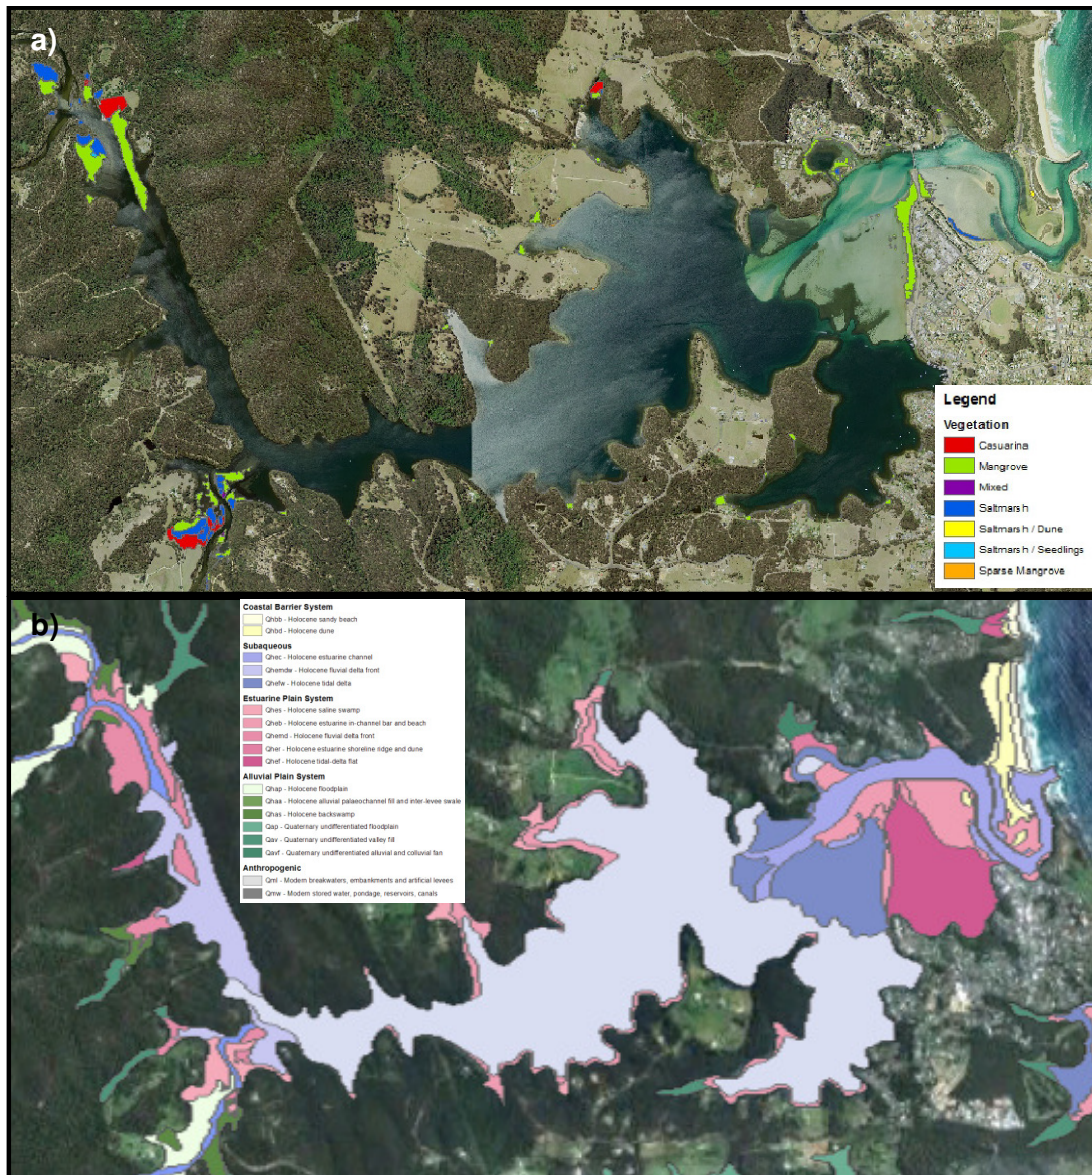 a)
Legend
Vegetation
Casuarina
Mangrove
Mixed
Saltmarsh
Saltmarsh / Dune
Saltmarsh / Seedlings
Sparse Mangrove
b)
Coastal Barrier System
Qhbb - Holocene sandy beach
Qhbd - Holocene dune
Subaqueous
Qhec - Holocene estuarine channel
Qhemdw - Holocene fluvial delta front
Qhefw - Holocene tidal delta
Estuarine Plain System
Qhes - Holocene saline swamp
Qheb - Holocene estuarine in-channel bar and beach
Qhemd - Holocene fluvial delta front
Qher - Holocene estuarine shoreline ridge and dune
Qhef - Holocene tidal-delta flat
Alluvial Plain System
Qhap - Holocene floodplain
Qhaa - Holocene alluvial palaeochannel fill and inter-levee swale
Qhas - Holocene backswamp
Qap - Quaternary undifferentiated floodplain
Qav - Quaternary undifferentiated valley fill
Qavf - Quaternary undifferentiated alluvial and colluvial fan
Anthropogenic
Qml - Modern breakwaters, embankments and artificial levees
Qmw - Modern stored water, pondage, reservoirs, canals